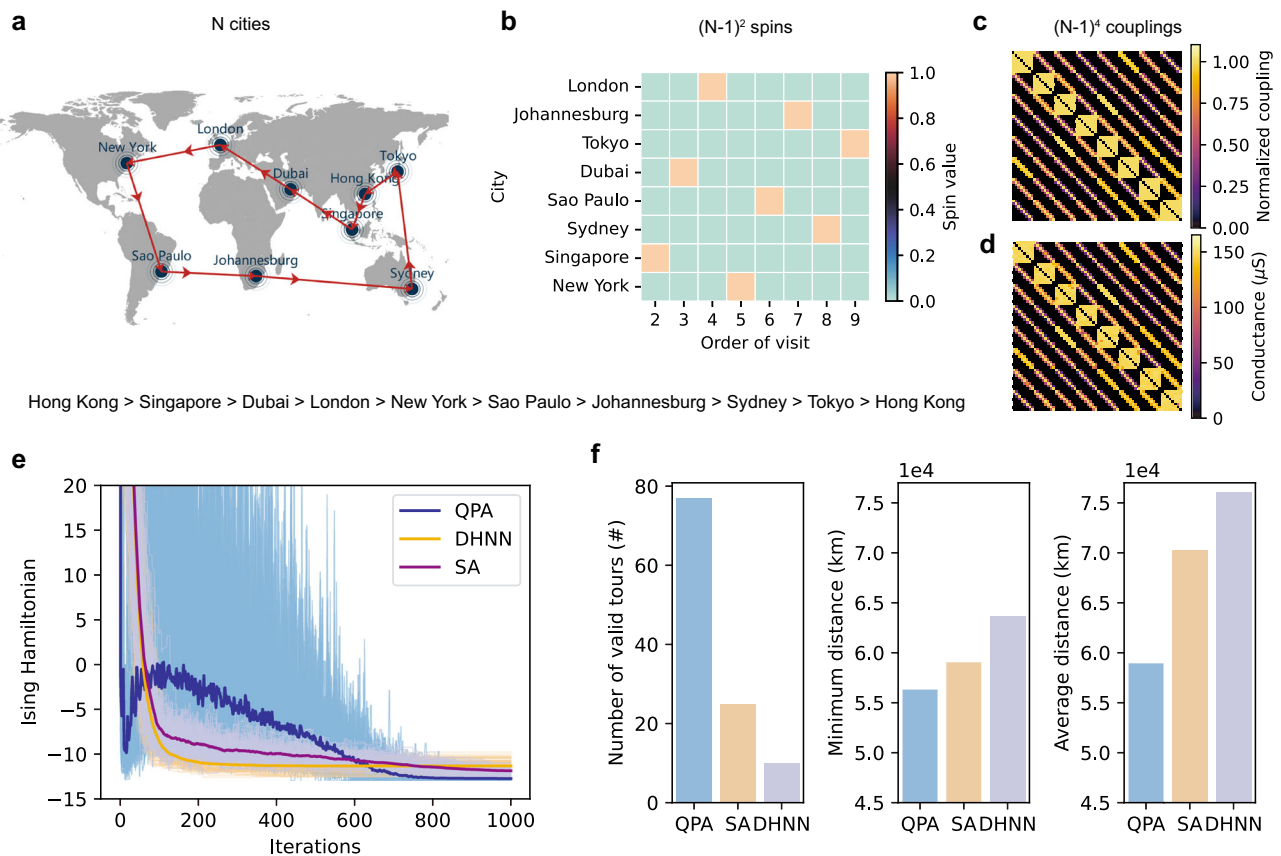 a
N cities
London
New York
Tokyo
Dubai
Hong Kong
Singapore
Sao Paulo
Johannesburg
Sydney
b
(N-1)² spins
City
London
Johannesburg
Tokyo
Dubai
Sao Paulo
Sydney
Singapore
New York
2 3 4 5 6 7 8 9
Order of visit
1.0
0.8
0.6
0.4
0.2
0.0
Spin value
c
(N-1)⁴ couplings
1.00
0.75
0.50
0.25
0.00
Normalized coupling
d
150
100
50
0
Conductance (μS)
Hong Kong > Singapore > Dubai > London > New York > Sao Paulo > Johannesburg > Sydney > Tokyo > Hong Kong
e
Ising Hamiltonian
20
15
10
5
0
−5
−10
−15
0 200 400 600 800 1000
Iterations
QPA
DHNN
SA
f
Number of valid tours (#)
80
60
40
20
0
QPA SA DHNN
1e4
Minimum distance (km)
7.5
7.0
6.5
6.0
5.5
5.0
4.5
QPA SA DHNN
1e4
Average distance (km)
7.5
7.0
6.5
6.0
5.5
5.0
4.5
QPA SA DHNN